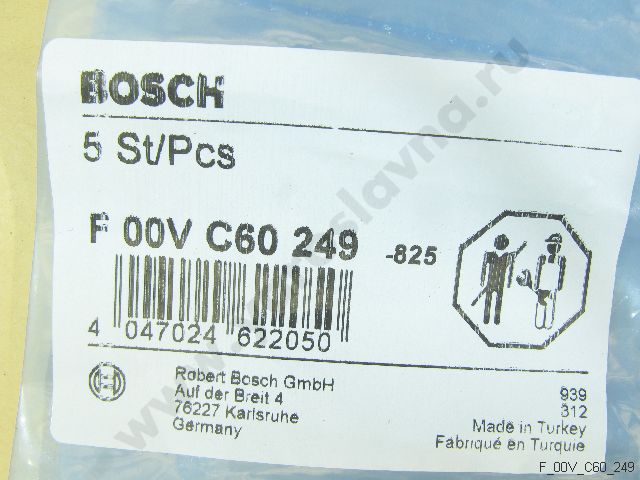 BOSCH
5 St/Pcs
F 00V C60 249 -825
4 047024 622050
Robert Bosch GmbH
Auf der Breit 4
76227 Karlsruhe
Germany
939
312
Made in Turkey
Fabriqué en Turquie
F_00V_C60_249